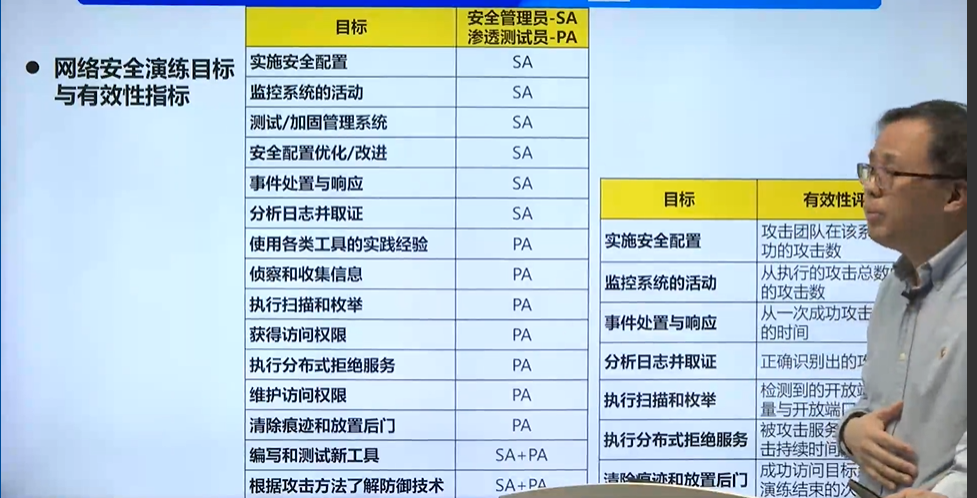 ● 网络安全演练目标
与有效性指标
目标 安全管理员-SA
渗透测试员-PA
实施安全配置 SA
监控系统的活动 SA
测试/加固管理系统 SA
安全配置优化/改进 SA
事件处置与响应 SA
分析日志并取证 SA
使用各类工具的实践经验 PA
侦察和收集信息 PA
执行扫描和枚举 PA
获得访问权限 PA
执行分布式拒绝服务 PA
维护访问权限 PA
清除痕迹和放置后门 PA
编写和测试新工具 SA+PA
根据攻击方法了解防御技术 SA+PA
目标 有效性评
实施安全配置 攻击团队在该系
功的攻击数
监控系统的活动 从执行的攻击总数
的攻击数
事件处置与响应 从一次成功攻击
的时间
分析日志并取证 正确识别出的
执行扫描和枚举 检测到的开放
量与开放端口
执行分布式拒绝服务 被攻击服务
击持续时间
清除痕迹和放置后门 成功访问目标
演练结束的次